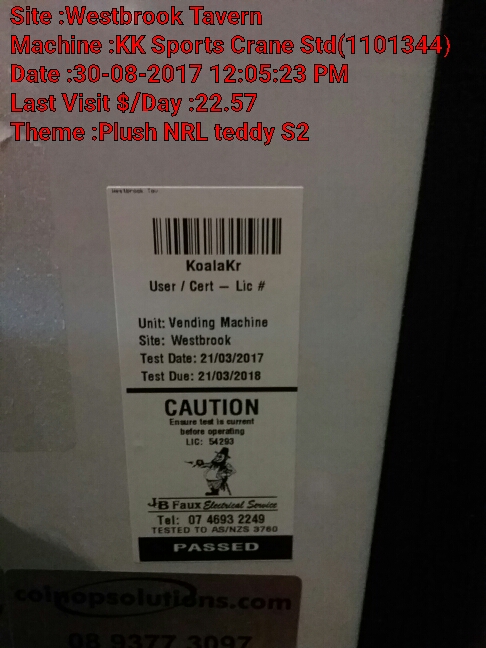 Site :Westbrook Tavern
Machine :KK Sports Crane Std(1101344)
Date :30-08-2017 12:05:23 PM
Last Visit $/Day :22.57
Theme :Plush NRL teddy S2
Westbrook Tav
KoalaKr
User / Cert – Lic #
Unit: Vending Machine
Site: Westbrook
Test Date: 21/03/2017
Test Due: 21/03/2018
CAUTION
Ensure test is current
before operating
LIC: 54293
JB Faux Electrical Service
Tel: 07 4693 2249
TESTED TO AS/NZS 3760
PASSED
coinopsolutions.com
08 9377 3097